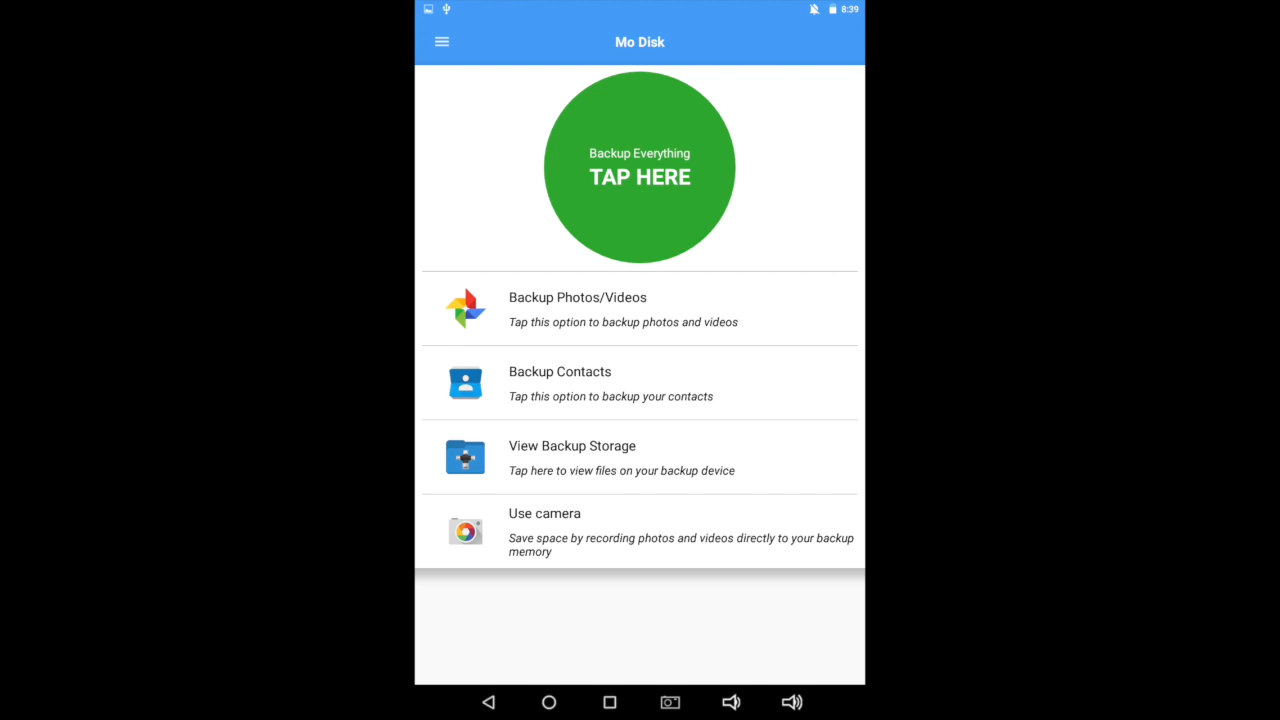 8:39
Mo Disk
Backup Everything
TAP HERE
Backup Photos/Videos
Tap this option to backup photos and videos
Backup Contacts
Tap this option to backup your contacts
View Backup Storage
Tap here to view files on your backup device
Use camera
Save space by recording photos and videos directly to your backup
memory